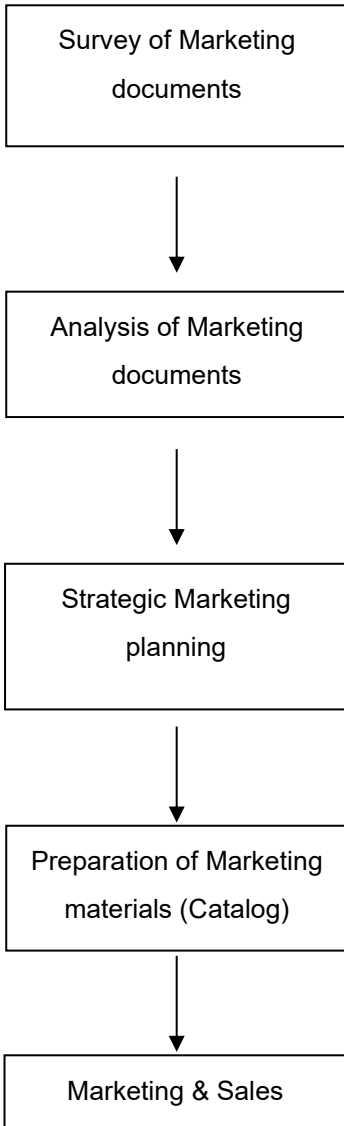 Survey of Marketing
documents
Analysis of Marketing
documents
Strategic Marketing
planning
Preparation of Marketing
materials (Catalog)
Marketing & Sales